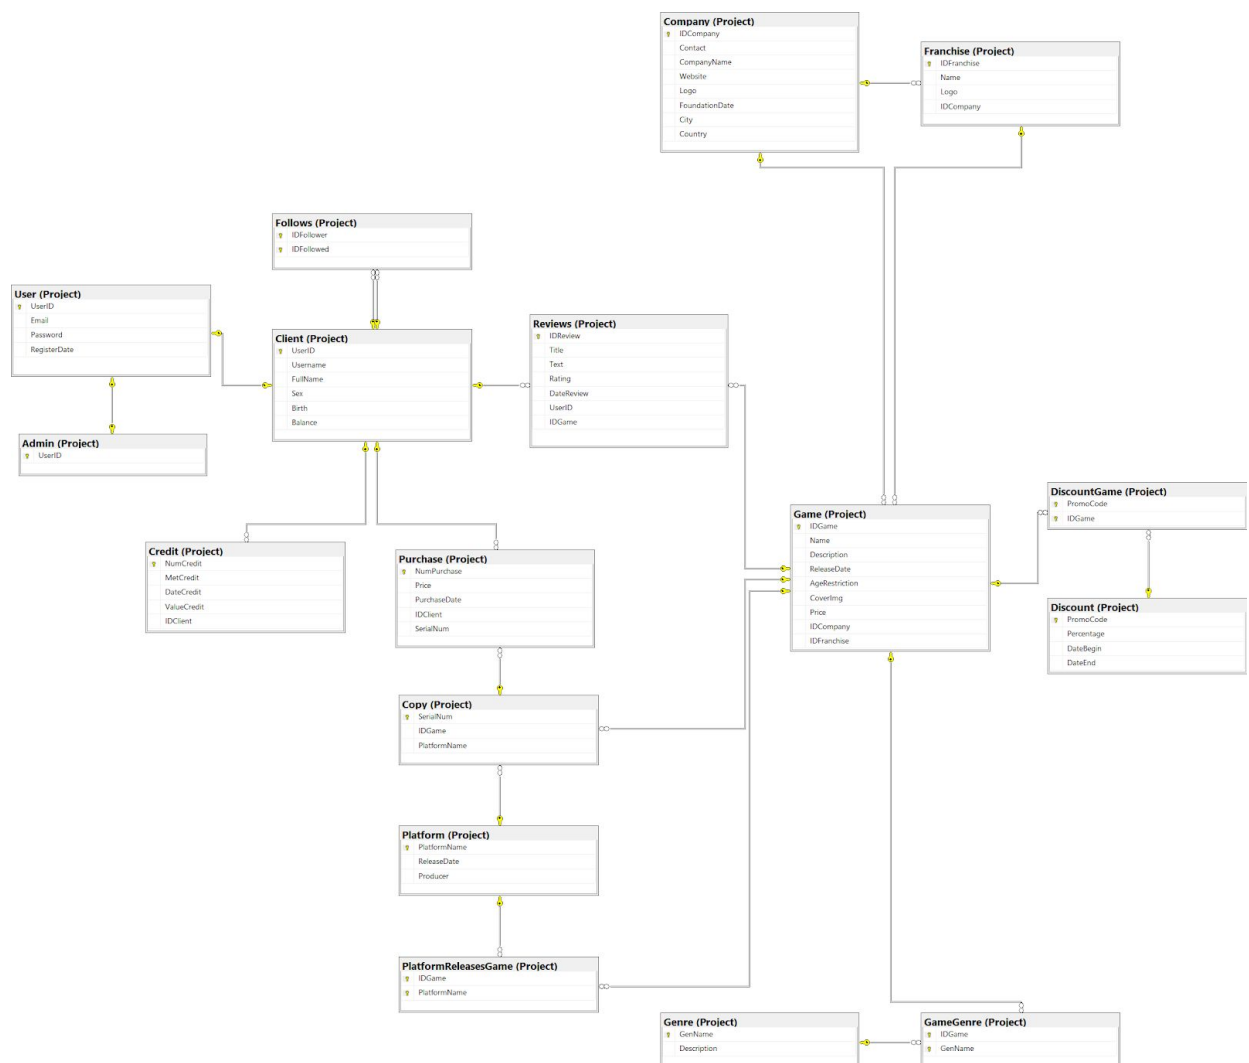 Company (Project)
IDCompany
Contact
CompanyName
Website
Logo
FoundationDate
City
Country
Franchise (Project)
IDFranchise
Name
Logo
IDCompany
Follows (Project)
IDFollower
IDFollowed
User (Project)
UserID
Email
Password
RegisterDate
Client (Project)
UserID
Username
FullName
Sex
Birth
Balance
Reviews (Project)
IDReview
Title
Text
Rating
DateReview
UserID
IDGame
Admin (Project)
UserID
Credit (Project)
NumCredit
MetCredit
DateCredit
ValueCredit
IDClient
Purchase (Project)
NumPurchase
Price
PurchaseDate
IDClient
SerialNum
Game (Project)
IDGame
Name
Description
ReleaseDate
AgeRestriction
CoverImg
Price
IDCompany
IDFranchise
DiscountGame (Project)
PromoCode
IDGame
Discount (Project)
PromoCode
Percentage
DateBegin
DateEnd
Copy (Project)
SerialNum
IDGame
PlatformName
Platform (Project)
PlatformName
ReleaseDate
Producer
PlatformReleasesGame (Project)
IDGame
PlatformName
Genre (Project)
GenName
Description
GameGenre (Project)
IDGame
GenName